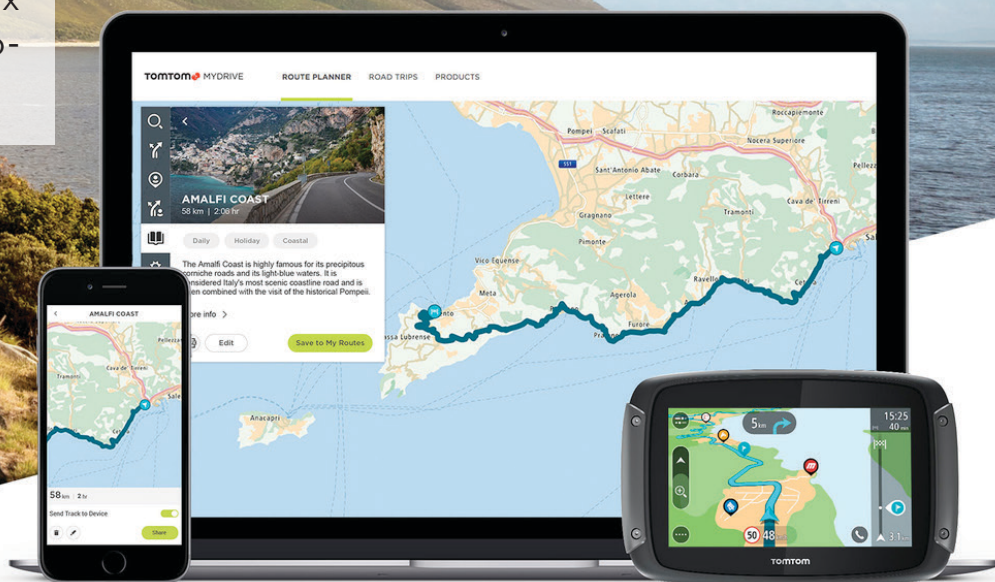 TOMTOM MYDRIVE
ROUTE PLANNER
ROAD TRIPS
PRODUCTS
AMALFI COAST
58 km | 2:06 hr
Daily
Holiday
Coastal
The Amalfi Coast is highly famous for its precipitous
corniche roads and its light-blue waters. It is
considered Italy's most scenic coastline road and is
combined with the visit of the historical Pompeii.
info
Edit
Save to My Routes
Roccapiemonte
Pompei
Scafati
Nocera Superiore
Sant'Antonio Abate
Corbara
Lettere
Gragnano
Tramonti
Cava de' Tirreni
Pimonte
Vico Equense
Meta
Agerola
Ravello
Furore
Lubrense
Anacapri
AMALFI COAST
Tramonti
Cava de' Tirreni
58 km
2 hr
Send Track to Device
Share
5 km
15:25
40 min
50
48
3.1
TOMTOM